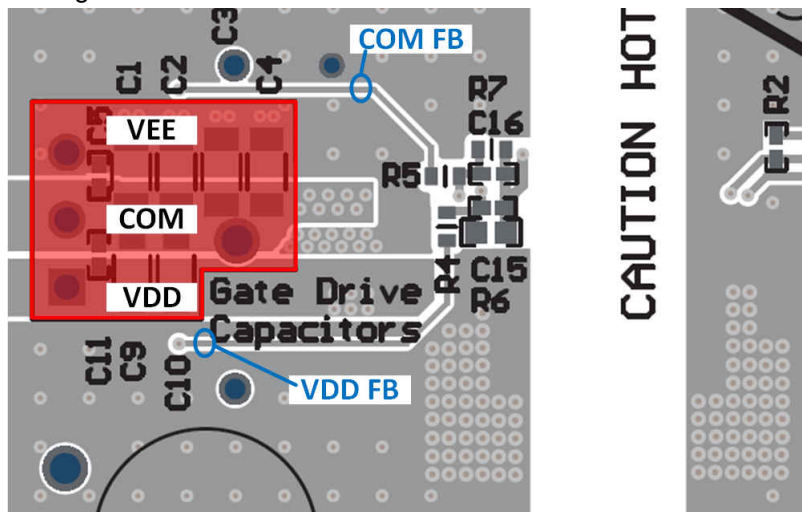 C3
COM FB
C1
C2
C4
R7
C16
R2
C5
VEE
R5
COM
VDD
Gate Drive
Capacitors
R4
C15
R6
C11
C9
C10
VDD FB
CAUTION HOT